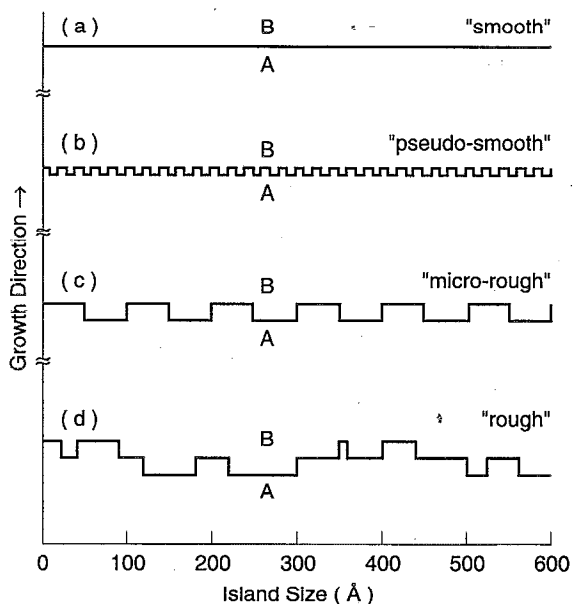 (a) B "smooth"
A
(b) B "pseudo-smooth"
A
(c) B "micro-rough"
A
(d) B "rough"
A
Growth Direction →
0 100 200 300 400 500 600
Island Size (Å)